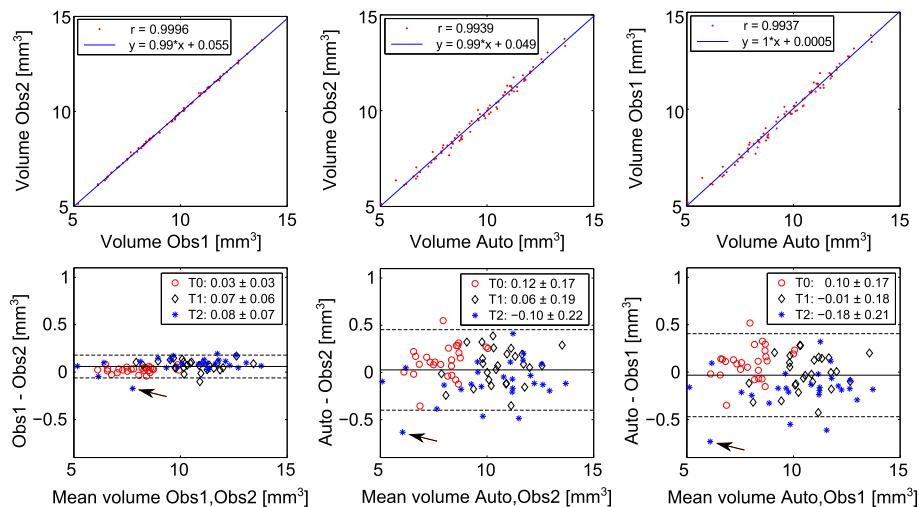 r = 0.9996
y = 0.99*x + 0.055
15
10
5
5 10 15
Volume Obs2 [mm³]
Volume Obs1 [mm³]
r = 0.9939
y = 0.99*x + 0.049
15
10
5
5 10 15
Volume Obs2 [mm³]
Volume Auto [mm³]
r = 0.9937
y = 1*x + 0.0005
15
10
5
5 10 15
Volume Obs1 [mm³]
Volume Auto [mm³]
T0: 0.03 ± 0.03
T1: 0.07 ± 0.06
T2: 0.08 ± 0.07
1
0.5
0
−0.5
5 10 15
Obs1 - Obs2 [mm³]
Mean volume Obs1,Obs2 [mm³]
T0: 0.12 ± 0.17
T1: 0.06 ± 0.19
T2: −0.10 ± 0.22
1
0.5
0
−0.5
5 10 15
Auto - Obs2 [mm³]
Mean volume Auto,Obs2 [mm³]
T0: 0.10 ± 0.17
T1: −0.01 ± 0.18
T2: −0.18 ± 0.21
1
0.5
0
−0.5
5 10 15
Auto - Obs1 [mm³]
Mean volume Auto,Obs1 [mm³]